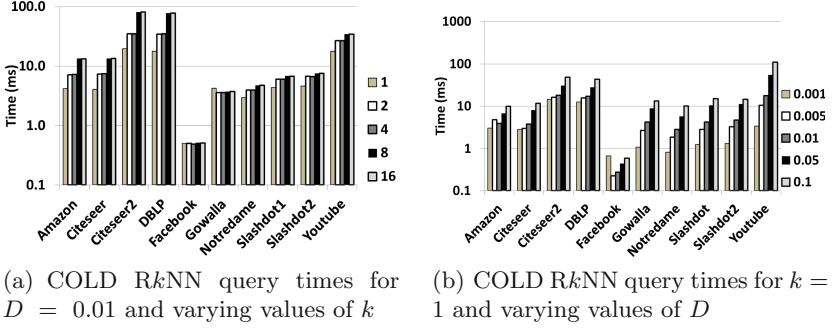 100.0
10.0
1.0
0.1
Time (ms)
Amazon
Citeseer
Citeseer2
DBLP
Facebook
Gowalla
Notredame
Slashdot1
Slashdot2
Youtube
1
2
4
8
16
1000
100
10
1
0.1
Time (ms)
Amazon
Citeseer
Citeseer2
DBLP
Facebook
Gowalla
Notredame
Slashdot
Slashdot2
Youtube
0.001
0.005
0.01
0.05
0.1
(a) COLD RkNN query times for
D = 0.01 and varying values of k
(b) COLD RkNN query times for k =
1 and varying values of D